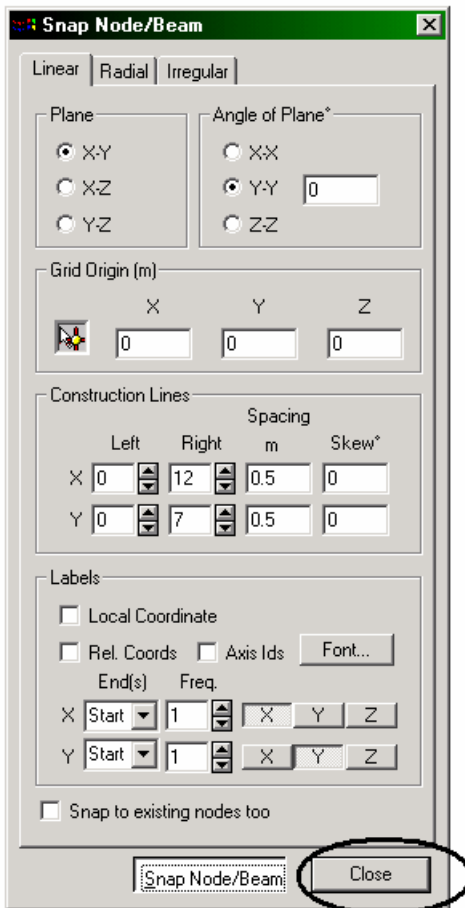 Snap Node/Beam
Linear Radial Irregular
Plane Angle of Plane°
X-Y X-X
X-Z Y-Y 0
Y-Z Z-Z
Grid Origin (m)
X Y Z
0 0 0
Construction Lines
Spacing
Left Right m Skew°
X 0 12 0.5 0
Y 0 7 0.5 0
Labels
Local Coordinate
Rel. Coords Axis Ids Font...
End(s) Freq.
X Start 1 X Y Z
Y Start 1 X Y Z
Snap to existing nodes too
Snap Node/Beam Close